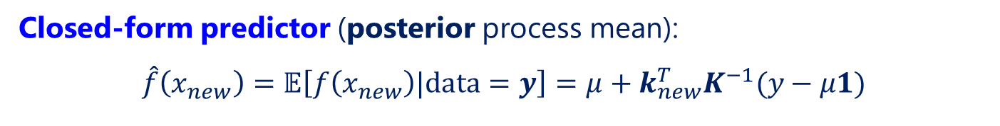 Closed-form predictor (posterior process mean):
f̂(x_new) = 𝔼[f(x_new)|data = y] = μ + k_new^T K^−1 (y − μ1)